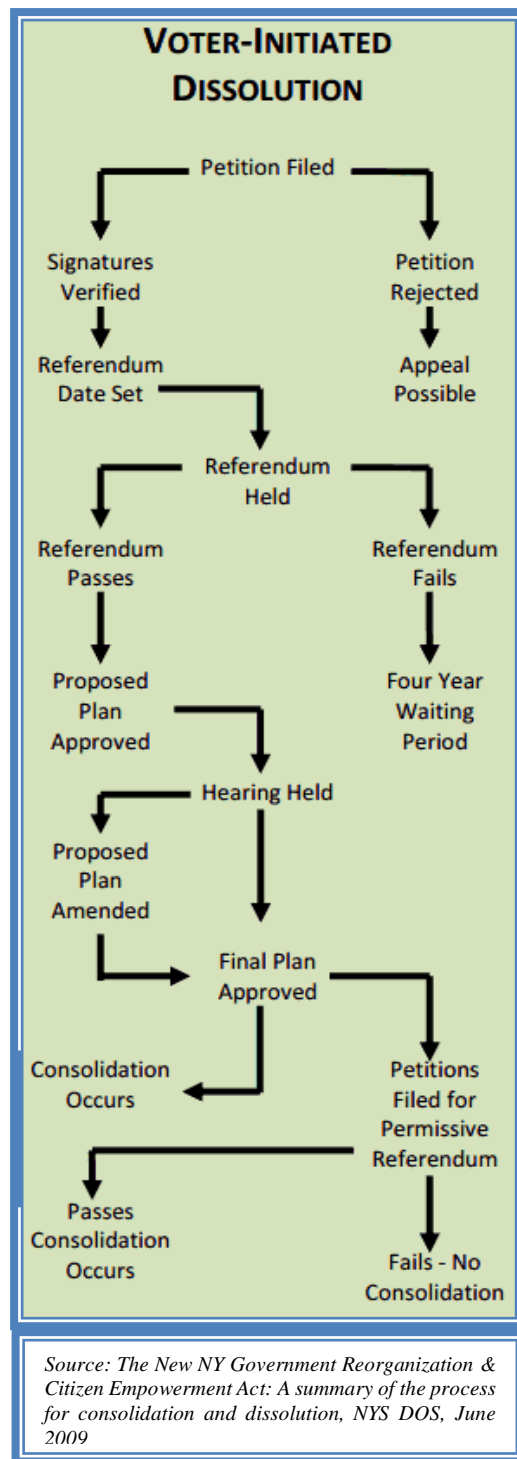 VOTER-INITIATED
DISSOLUTION
Petition Filed
Signatures
Verified
Petition
Rejected
Referendum
Date Set
Appeal
Possible
Referendum
Held
Referendum
Passes
Referendum
Fails
Proposed
Plan
Approved
Four Year
Waiting
Period
Hearing Held
Proposed
Plan
Amended
Final Plan
Approved
Consolidation
Occurs
Petitions
Filed for
Permissive
Referendum
Passes
Consolidation
Occurs
Fails - No
Consolidation
Source: The New NY Government Reorganization &
Citizen Empowerment Act: A summary of the process
for consolidation and dissolution, NYS DOS, June
2009